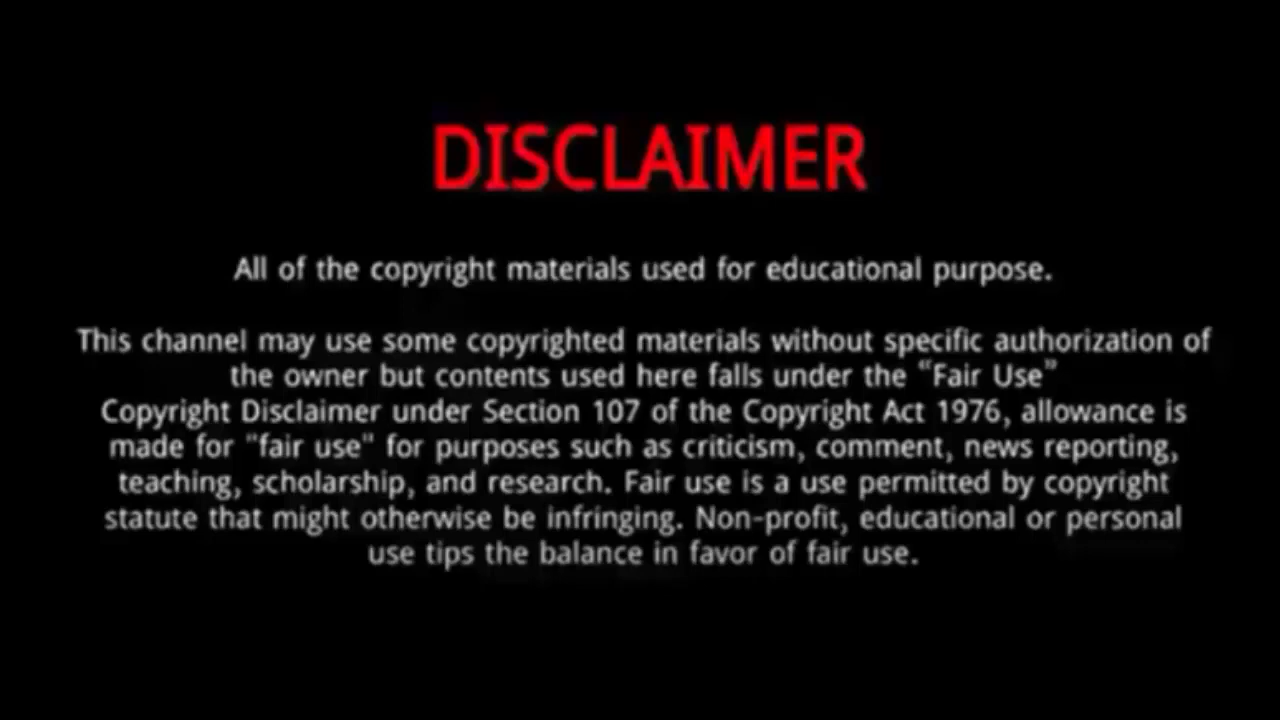 DISCLAIMER
All of the copyright materials used for educational purpose.
This channel may use some copyrighted materials without specific authorization of
the owner but contents used here falls under the “Fair Use”
Copyright Disclaimer under Section 107 of the Copyright Act 1976, allowance is
made for "fair use" for purposes such as criticism, comment, news reporting,
teaching, scholarship, and research. Fair use is a use permitted by copyright
statute that might otherwise be infringing. Non-profit, educational or personal
use tips the balance in favor of fair use.